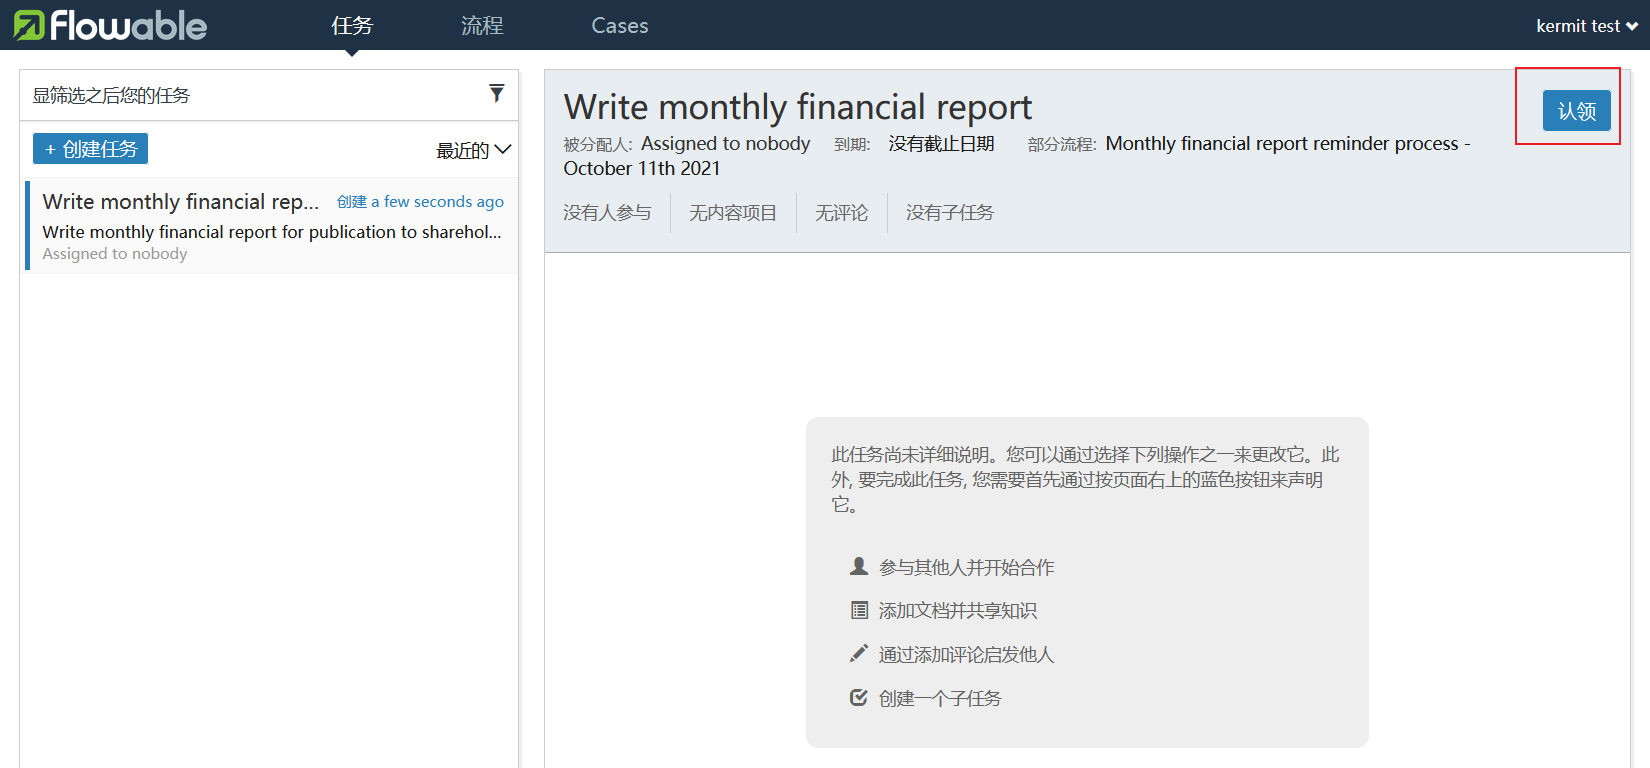 flowable
任务
流程
Cases
kermit test
显筛选之后您的任务
+ 创建任务
最近的
Write monthly financial rep...
创建 a few seconds ago
Write monthly financial report for publication to sharehol...
Assigned to nobody
Write monthly financial report
认领
被分配人: Assigned to nobody 到期: 没有截止日期 部分流程: Monthly financial report reminder process -
October 11th 2021
没有人参与
无内容项目
无评论
没有子任务
此任务尚未详细说明。您可以通过选择下列操作之一来更改它。此
外, 要完成此任务, 您需要首先通过按页面右上的蓝色按钮来声明
它。
参与其他人并开始合作
添加文档并共享知识
通过添加评论启发他人
创建一个子任务